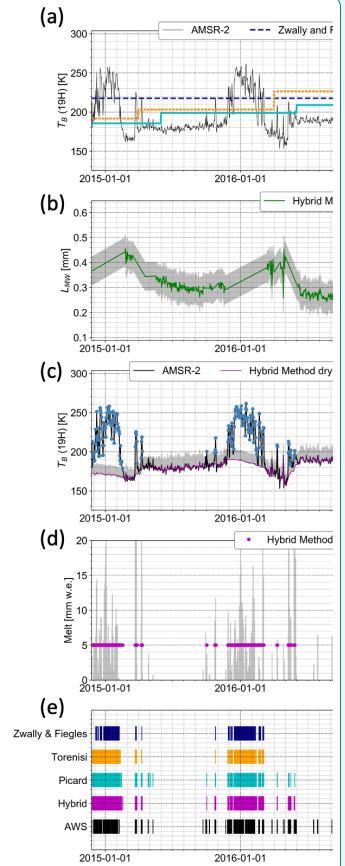 (a)
AMSR-2
Zwally and F
300
250
200
150
T_B (19H) [K]
2015-01-01
2016-01-01
(b)
Hybrid M
0.6
0.5
0.4
0.3
0.2
0.1
L_MW [mm]
2015-01-01
2016-01-01
(c)
AMSR-2
Hybrid Method dry
300
250
200
150
T_B (19H) [K]
2015-01-01
2016-01-01
(d)
Hybrid Method
20
15
10
5
0
Melt [mm w.e.]
2015-01-01
2016-01-01
(e)
Zwally & Fiegles
Torenisi
Picard
Hybrid
AWS
2015-01-01
2016-01-01